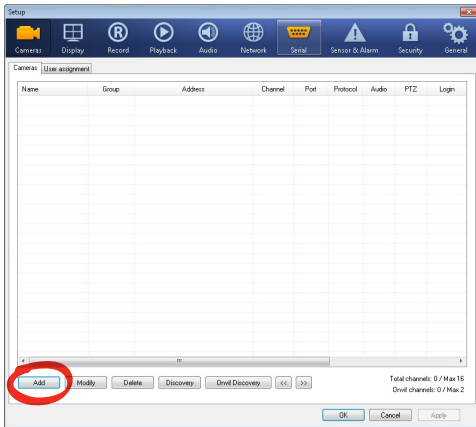 Setup
Cameras Display Record Playback Audio Network Serial Sensor & Alarm Security General
Cameras User assignment
Name Group Address Channel Port Protocol Audio PTZ Login
Add Modify Delete Discovery Onvif Discovery << >>
Total channels: 0 / Max 16
Onvif channels: 0 / Max 2
OK Cancel Apply